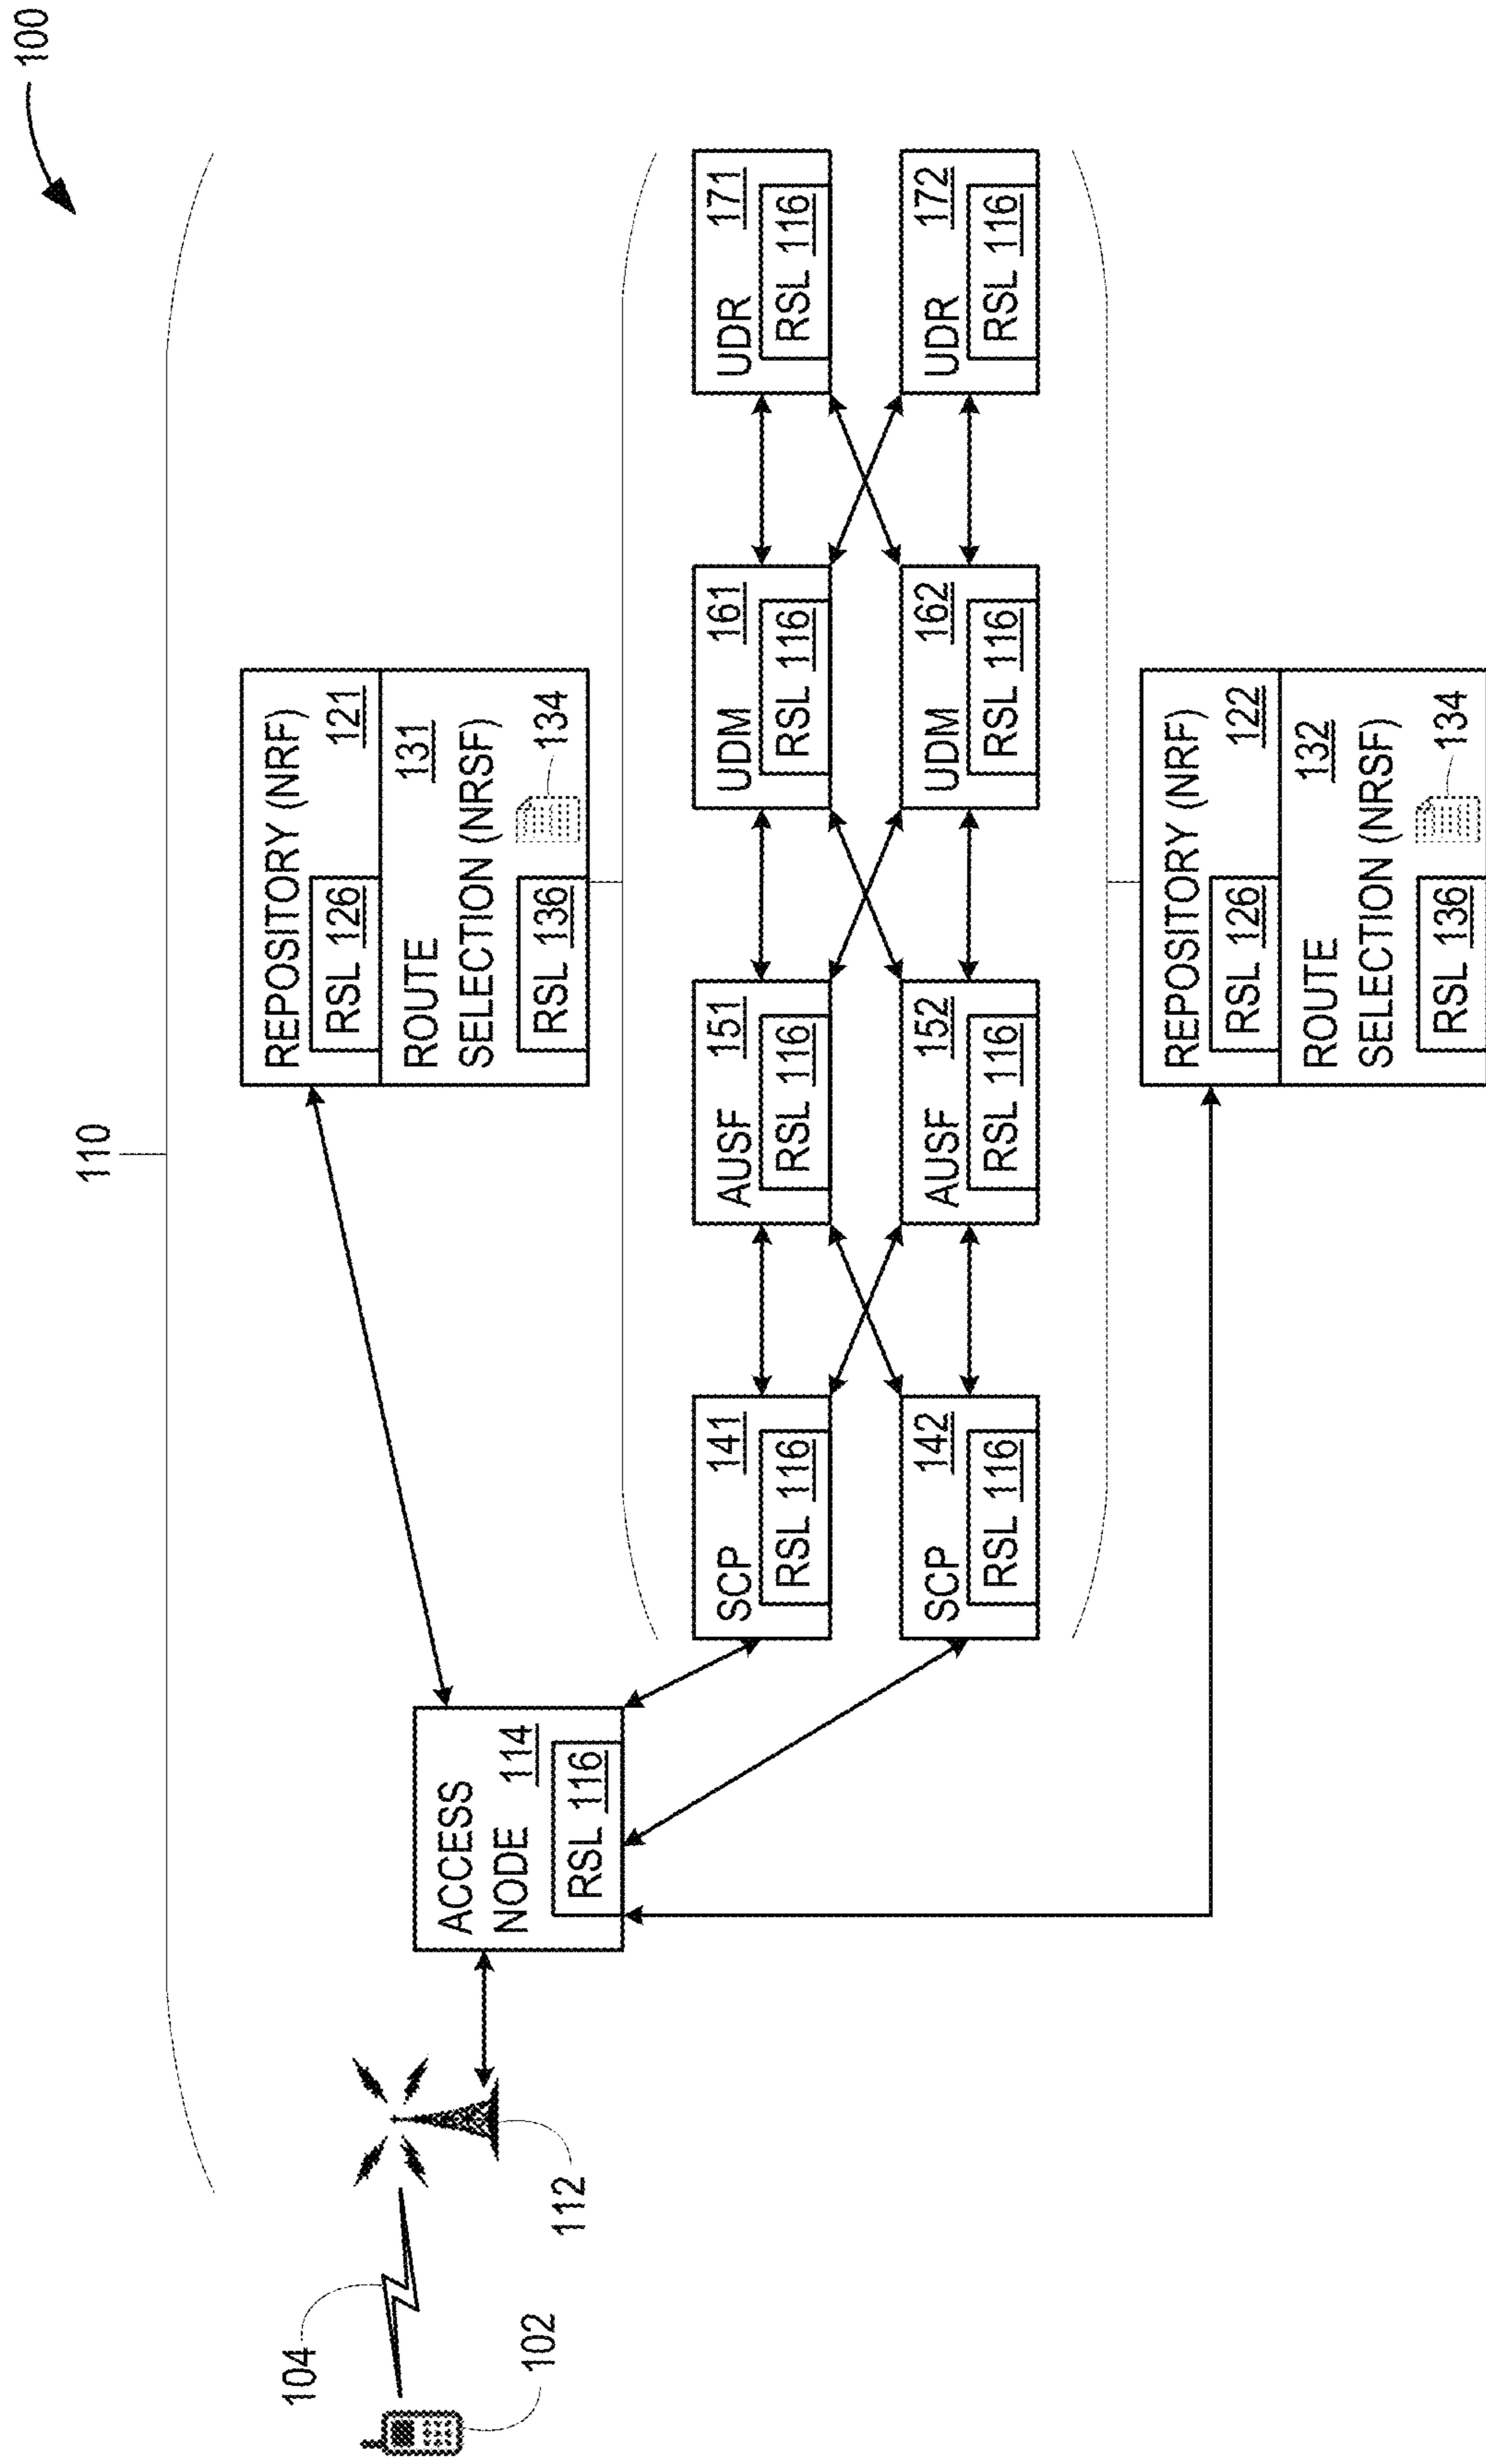 100
110
REPOSITORY (NRF)
RSL 126 121
ROUTE 131
SELECTION (NRSF)
RSL 136 134
104
102
112
ACCESS
NODE 114
RSL 116
SCP 141
RSL 116
AUSF 151
RSL 116
UDM 161
RSL 116
UDR 171
RSL 116
SCP 142
RSL 116
AUSF 152
RSL 116
UDM 162
RSL 116
UDR 172
RSL 116
REPOSITORY (NRF)
RSL 126 122
ROUTE 132
SELECTION (NRSF)
RSL 136 134